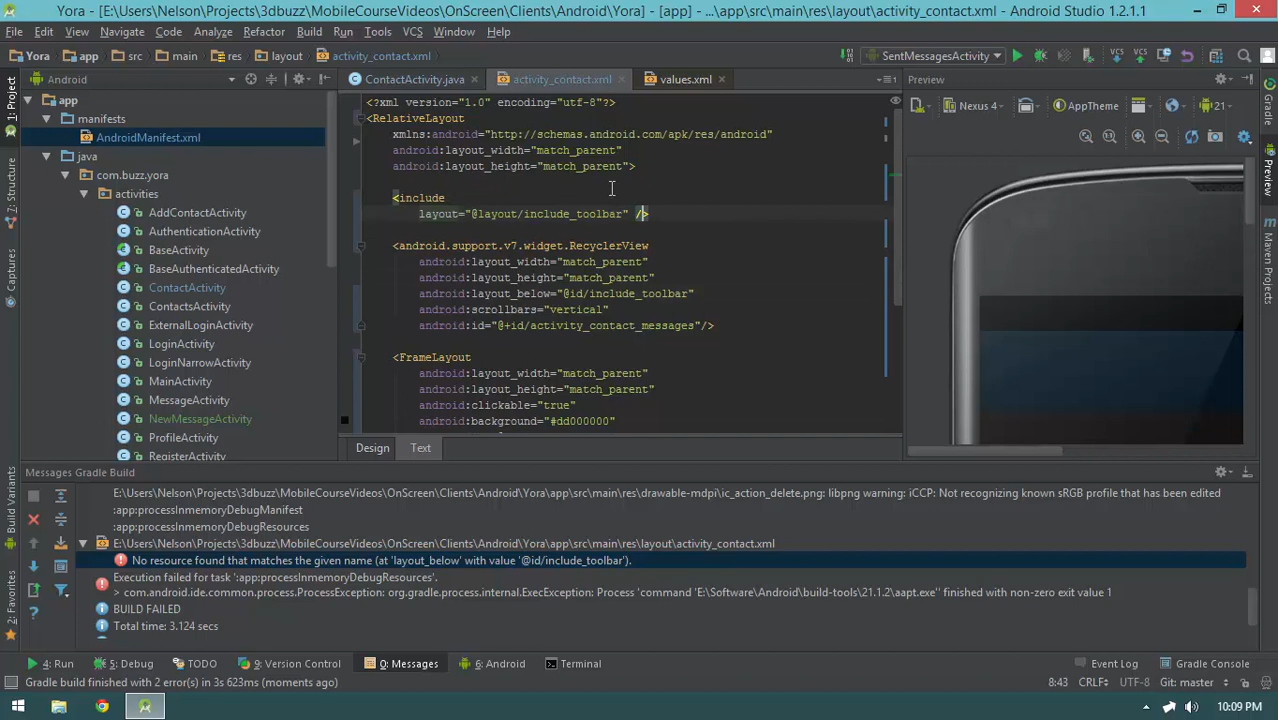 Yora - [E:\Users\Nelson\Projects\3dbuzz\MobileCourseVideos\OnScreen\Clients\Android\Yora] - [app] - ...\app\src\main\res\layout\activity_contact.xml - Android Studio 1.2.1.1
File Edit View Navigate Code Analyze Refactor Build Run Tools VCS Window Help
Yora app src main res layout activity_contact.xml SentMessagesActivity VCS VCS
Android ContactActivity.java activity_contact.xml values.xml Preview
1: Project
7: Structure
Captures
Build Variants
2: Favorites
app
manifests
AndroidManifest.xml
java
com.buzz.yora
activities
AddContactActivity
AuthenticationActivity
BaseActivity
BaseAuthenticatedActivity
ContactActivity
ContactsActivity
ExternalLoginActivity
LoginActivity
LoginNarrowActivity
MainActivity
MessageActivity
NewMessageActivity
ProfileActivity
RegisterActivity
<?xml version="1.0" encoding="utf-8"?>
<RelativeLayout
xmlns:android="http://schemas.android.com/apk/res/android"
android:layout_width="match_parent"
android:layout_height="match_parent">
<include
layout="@layout/include_toolbar" />
<android.support.v7.widget.RecyclerView
android:layout_width="match_parent"
android:layout_height="match_parent"
android:layout_below="@id/include_toolbar"
android:scrollbars="vertical"
android:id="@+id/activity_contact_messages"/>
<FrameLayout
android:layout_width="match_parent"
android:layout_height="match_parent"
android:clickable="true"
android:background="#dd000000"
Design Text
Nexus 4 AppTheme 21
Gradle
Preview
Android Model
Messages Gradle Build
E:\Users\Nelson\Projects\3dbuzz\MobileCourseVideos\OnScreen\Clients\Android\Yora\app\src\main\res\drawable-mdpi\ic_action_delete.png: libpng warning: iCCP: Not recognizing known sRGB profile that has been edited
:app:processInmemoryDebugManifest
:app:processInmemoryDebugResources
E:\Users\Nelson\Projects\3dbuzz\MobileCourseVideos\OnScreen\Clients\Android\Yora\app\src\main\res\layout\activity_contact.xml
No resource found that matches the given name (at 'layout_below' with value '@id/include_toolbar').
Execution failed for task ':app:processInmemoryDebugResources'.
> com.android.ide.common.process.ProcessException: org.gradle.process.internal.ExecException: Process 'command 'E:\Software\Android\build-tools\21.1.2\aapt.exe'' finished with non-zero exit value 1
BUILD FAILED
Total time: 3.124 secs
4: Run 5: Debug TODO 9: Version Control 0: Messages 6: Android Terminal Event Log Gradle Console
Gradle build finished with 2 error(s) in 3s 623ms (moments ago) 8:43 CRLF UTF-8 Git: master
10:09 PM